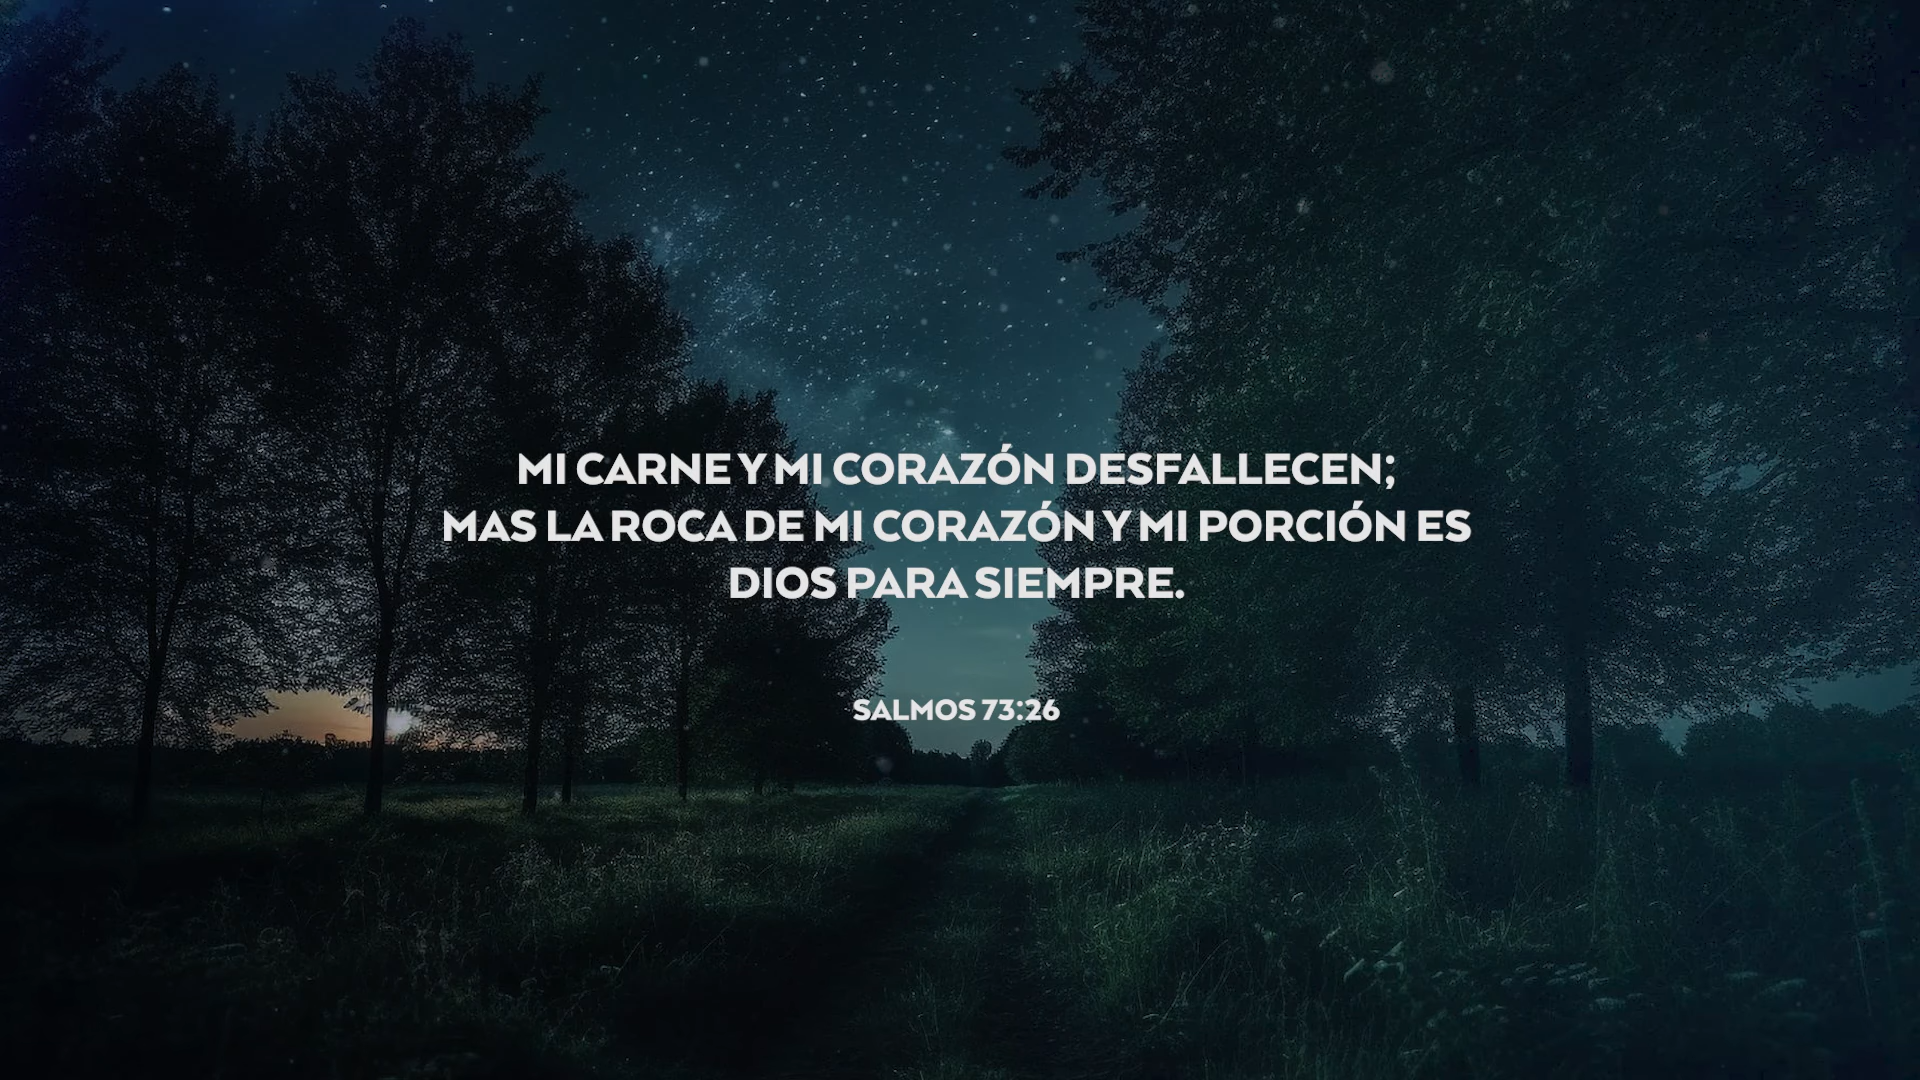 MI CARNE Y MI CORAZÓN DESFALLECEN;
MAS LA ROCA DE MI CORAZÓN Y MI PORCIÓN ES
DIOS PARA SIEMPRE.
SALMOS 73:26